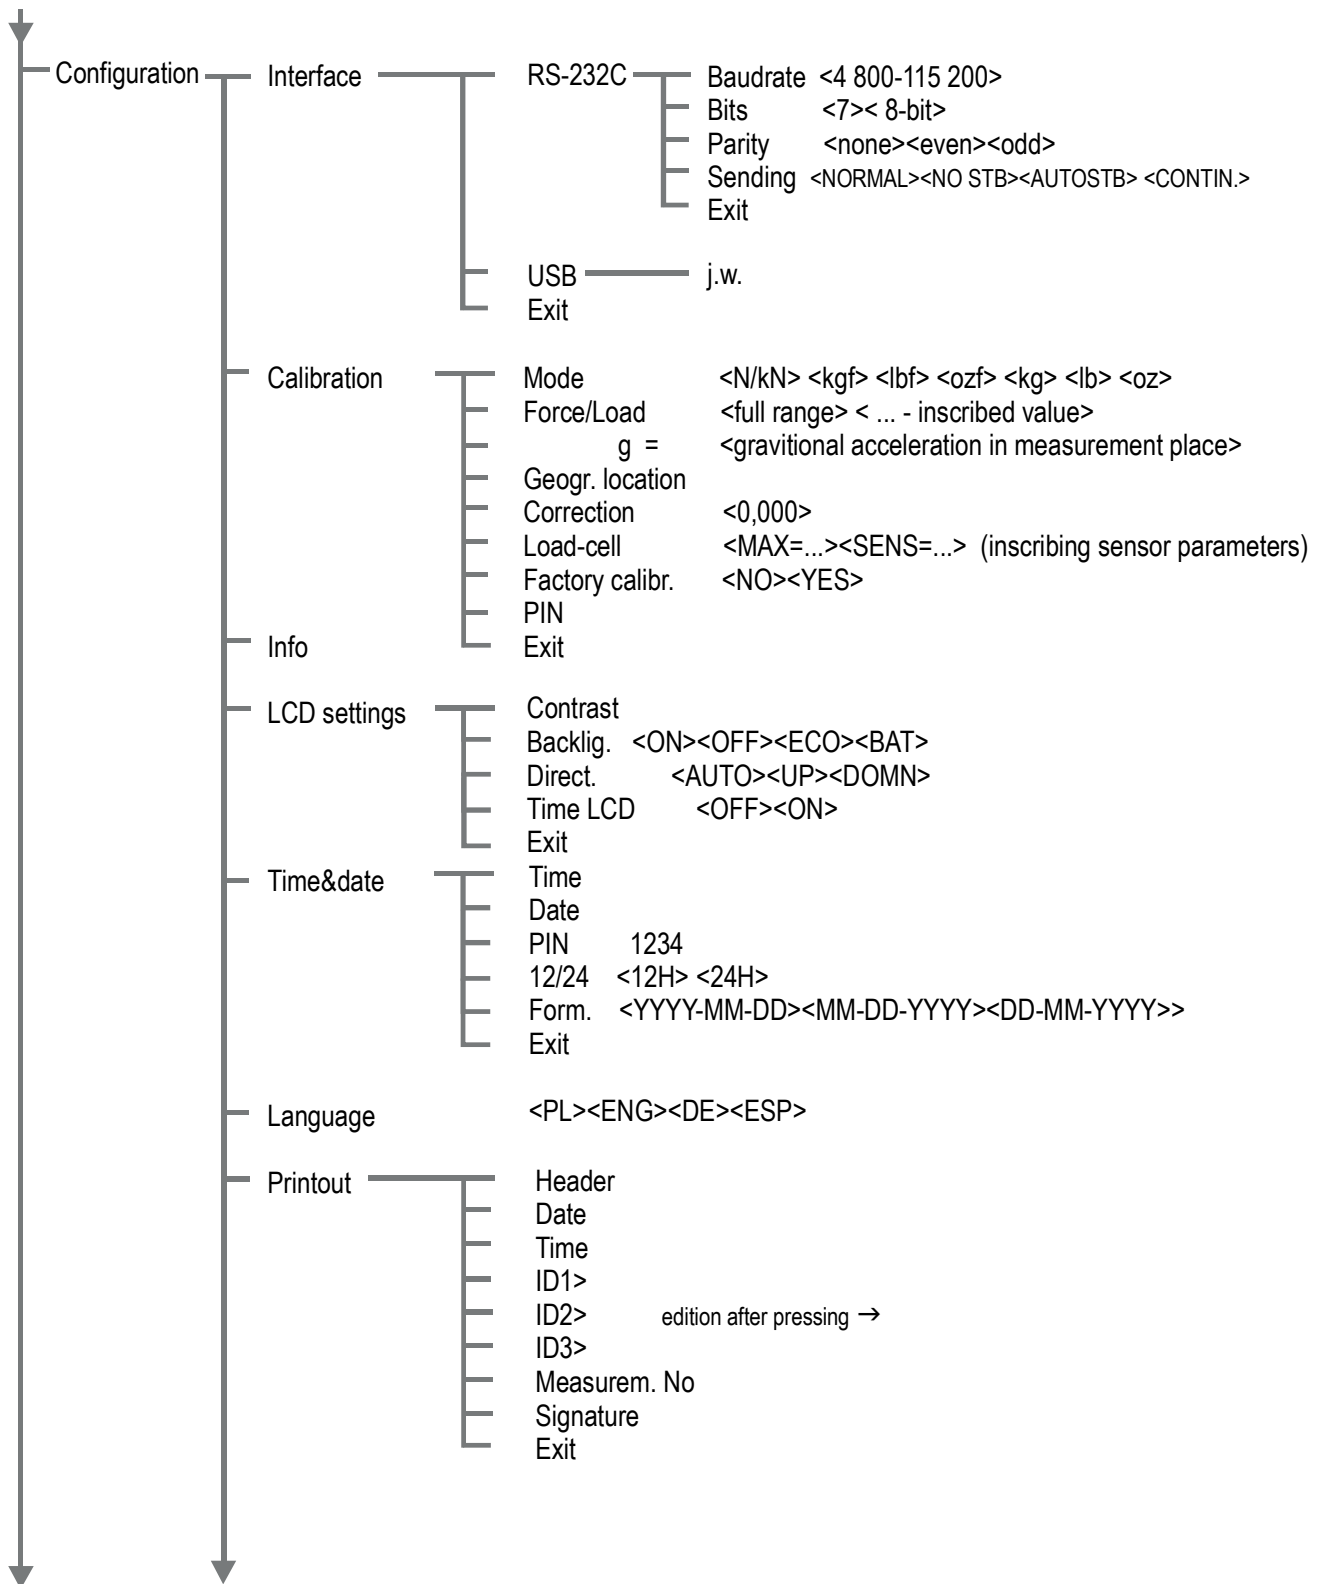 Configuration Interface RS-232C Baudrate <4 800-115 200>
Bits <7>< 8-bit>
Parity <none><even><odd>
Sending <NORMAL><NO STB><AUTOSTB> <CONTIN.>
Exit
USB j.w.
Exit
Calibration Mode <N/kN> <kgf> <lbf> <ozf> <kg> <lb> <oz>
Force/Load <full range> < ... - inscribed value>
g = <gravitional acceleration in measurement place>
Geogr. location
Correction <0,000>
Load-cell <MAX=...><SENS=...> (inscribing sensor parameters)
Factory calibr. <NO><YES>
PIN
Info Exit
LCD settings Contrast
Backlig. <ON><OFF><ECO><BAT>
Direct. <AUTO><UP><DOMN>
Time LCD <OFF><ON>
Exit
Time&date Time
Date
PIN 1234
12/24 <12H> <24H>
Form. <YYYY-MM-DD><MM-DD-YYYY><DD-MM-YYYY>>
Exit
Language <PL><ENG><DE><ESP>
Printout Header
Date
Time
ID1>
ID2> edition after pressing →
ID3>
Measurem. No
Signature
Exit